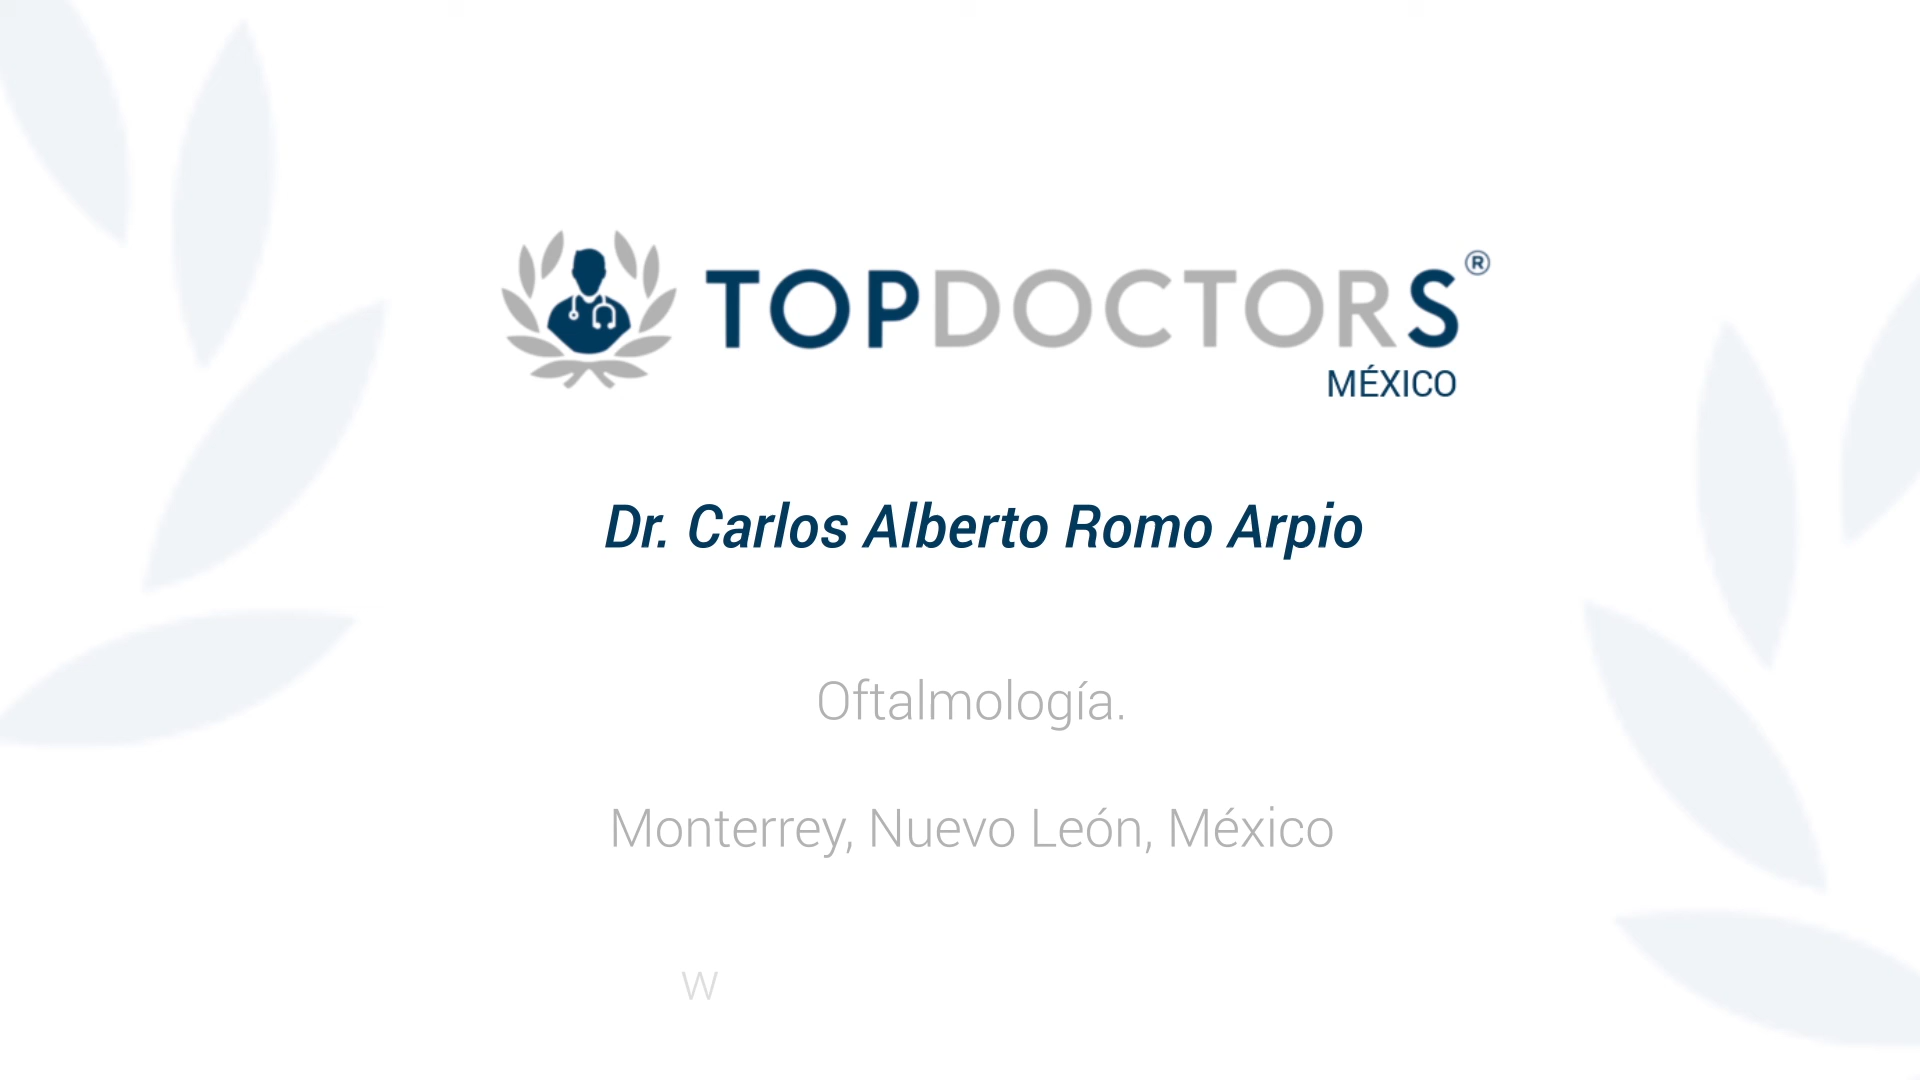 TOPDOCTORS®
MÉXICO
Dr. Carlos Alberto Romo Arpio
Oftalmología.
Monterrey, Nuevo León, México
W